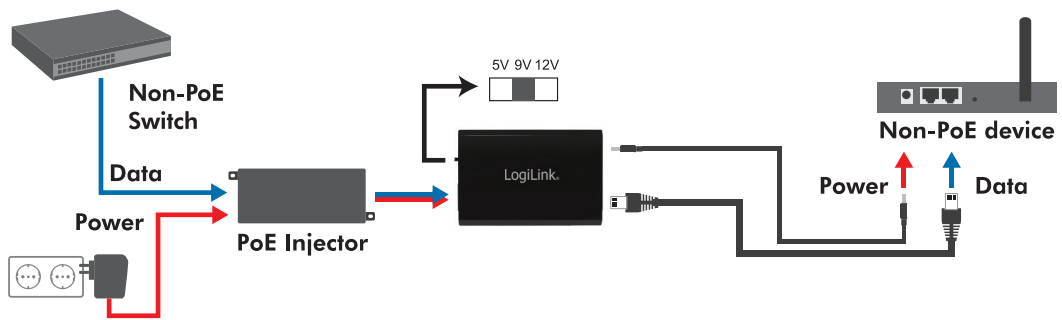 Non-PoE
Switch
Data
Power
PoE Injector
5V 9V 12V
LogiLink
Non-PoE device
Power
Data